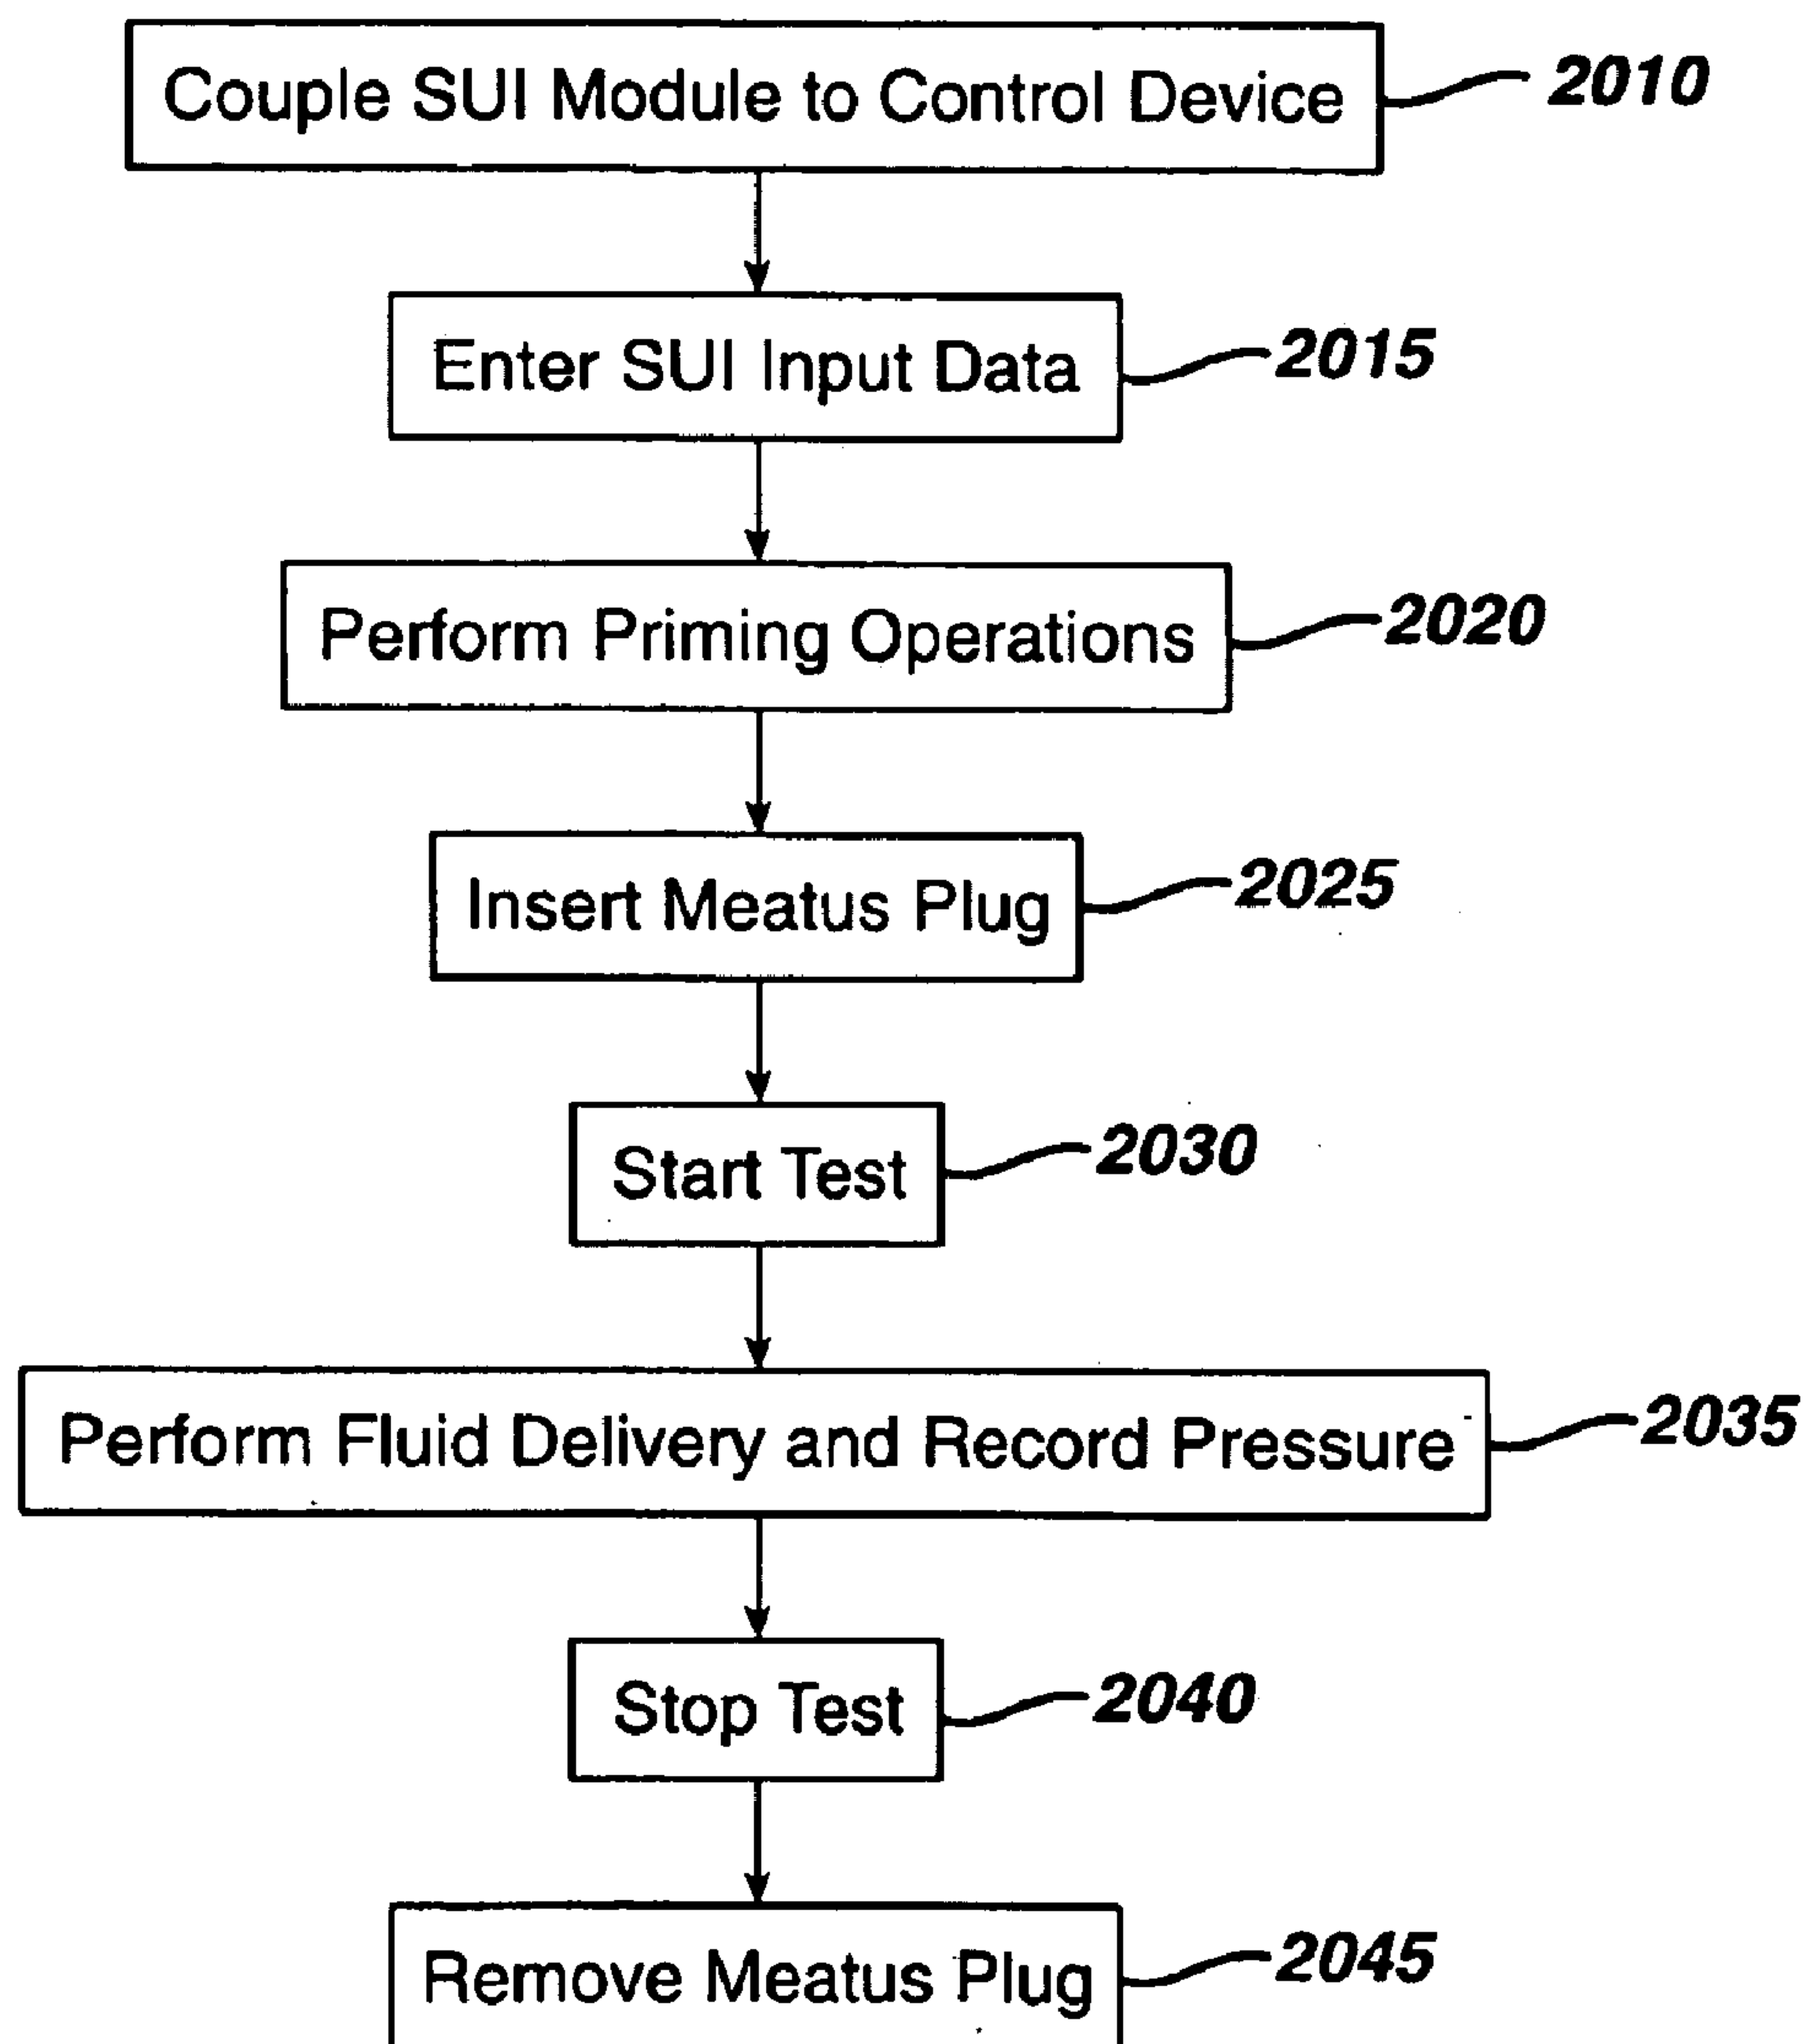 Couple SUI Module to Control Device 2010
Enter SUI Input Data 2015
Perform Priming Operations 2020
Insert Meatus Plug 2025
Start Test 2030
Perform Fluid Delivery and Record Pressure 2035
Stop Test 2040
Remove Meatus Plug 2045